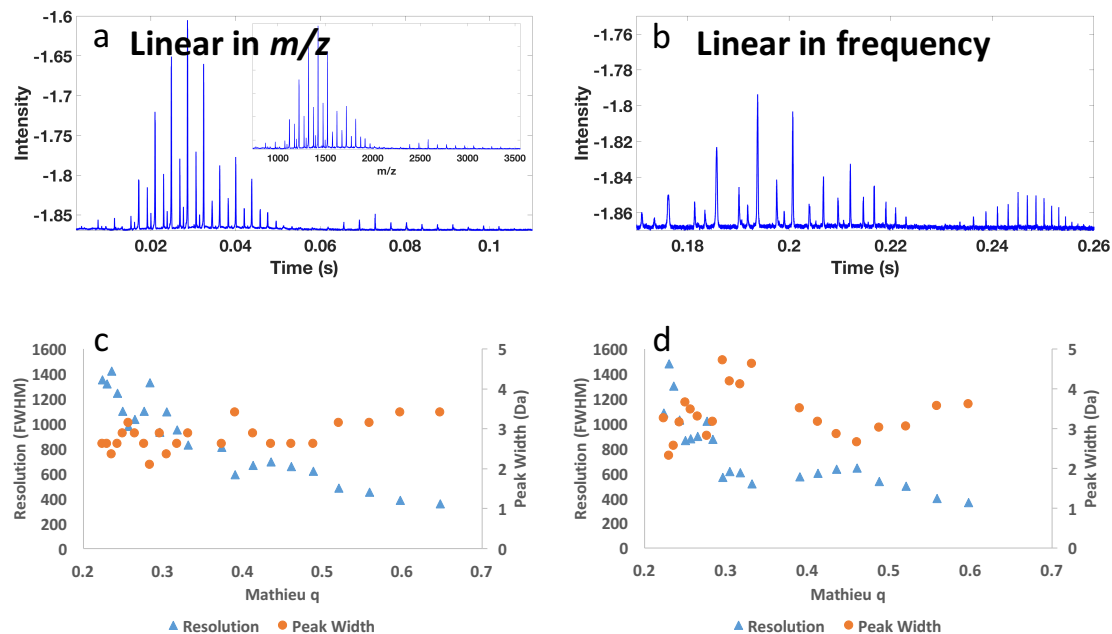 a Linear in m/z
-1.6
-1.65
-1.7
-1.75
-1.8
-1.85
Intensity
0.02 0.04 0.06 0.08 0.1
Time (s)
1000 1500 2000 2500 3000 3500
m/z
b Linear in frequency
-1.76
-1.78
-1.8
-1.82
-1.84
-1.86
Intensity
0.18 0.2 0.22 0.24 0.26
Time (s)
c
1600
1400
1200
1000
800
600
400
200
0
Resolution (FWHM)
5
4
3
2
1
0
Peak Width (Da)
0.2 0.3 0.4 0.5 0.6 0.7
Mathieu q
Resolution Peak Width
d
1600
1400
1200
1000
800
600
400
200
0
Resolution (FWHM)
5
4
3
2
1
0
Peak Width (Da)
0.2 0.3 0.4 0.5 0.6 0.7
Mathieu q
Resolution Peak Width